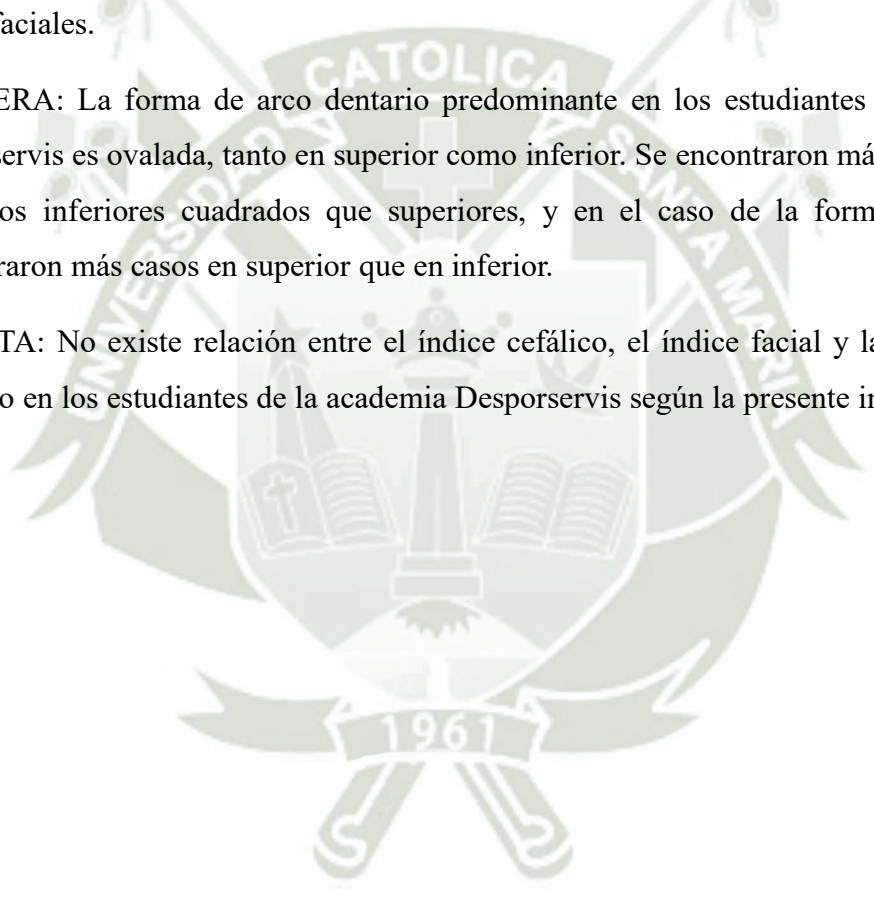 faciales.
CATOLICA
ERA: La forma de arco dentario predominante en los estudiantes
UNIVERSIDAD
SANTA MARIA
servis es ovalada, tanto en superior como inferior. Se encontraron má
os inferiores cuadrados que superiores, y en el caso de la form
raron más casos en superior que en inferior.
TA: No existe relación entre el índice cefálico, el índice facial y la
o en los estudiantes de la academia Desporservis según la presente in
1961